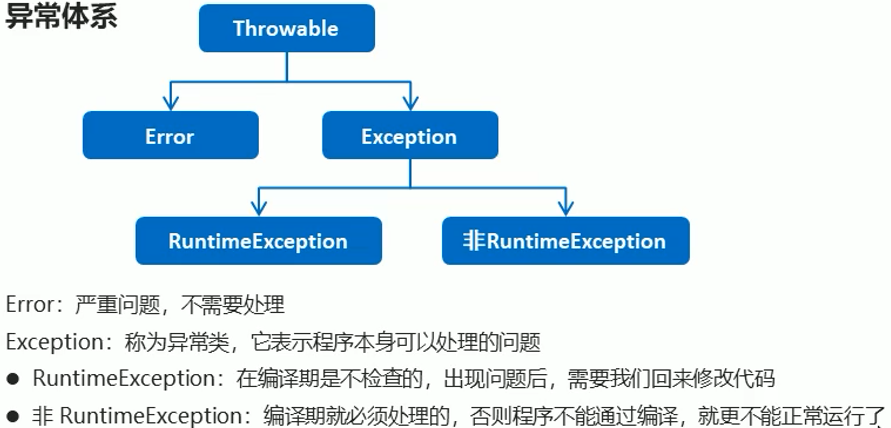 异常体系
Throwable
Error
Exception
RuntimeException
非RuntimeException
Error：严重问题，不需要处理
Exception：称为异常类，它表示程序本身可以处理的问题
● RuntimeException：在编译期是不检查的，出现问题后，需要我们回来修改代码
● 非 RuntimeException：编译期就必须处理的，否则程序不能通过编译，就更不能正常运行了